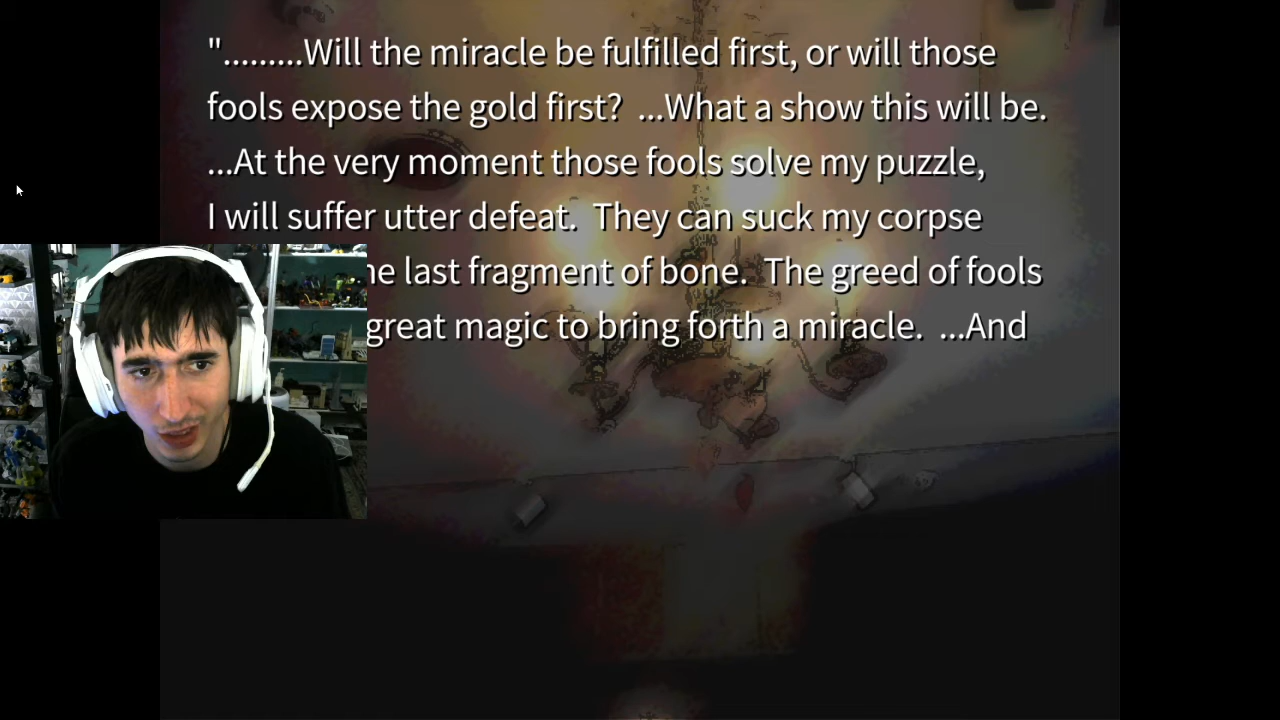 ".........Will the miracle be fulfilled first, or will those
fools expose the gold first?  ...What a show this will be.
...At the very moment those fools solve my puzzle,
I will suffer utter defeat.  They can suck my corpse
last fragment of bone.  The greed of fools
great magic to bring forth a miracle.  ...And